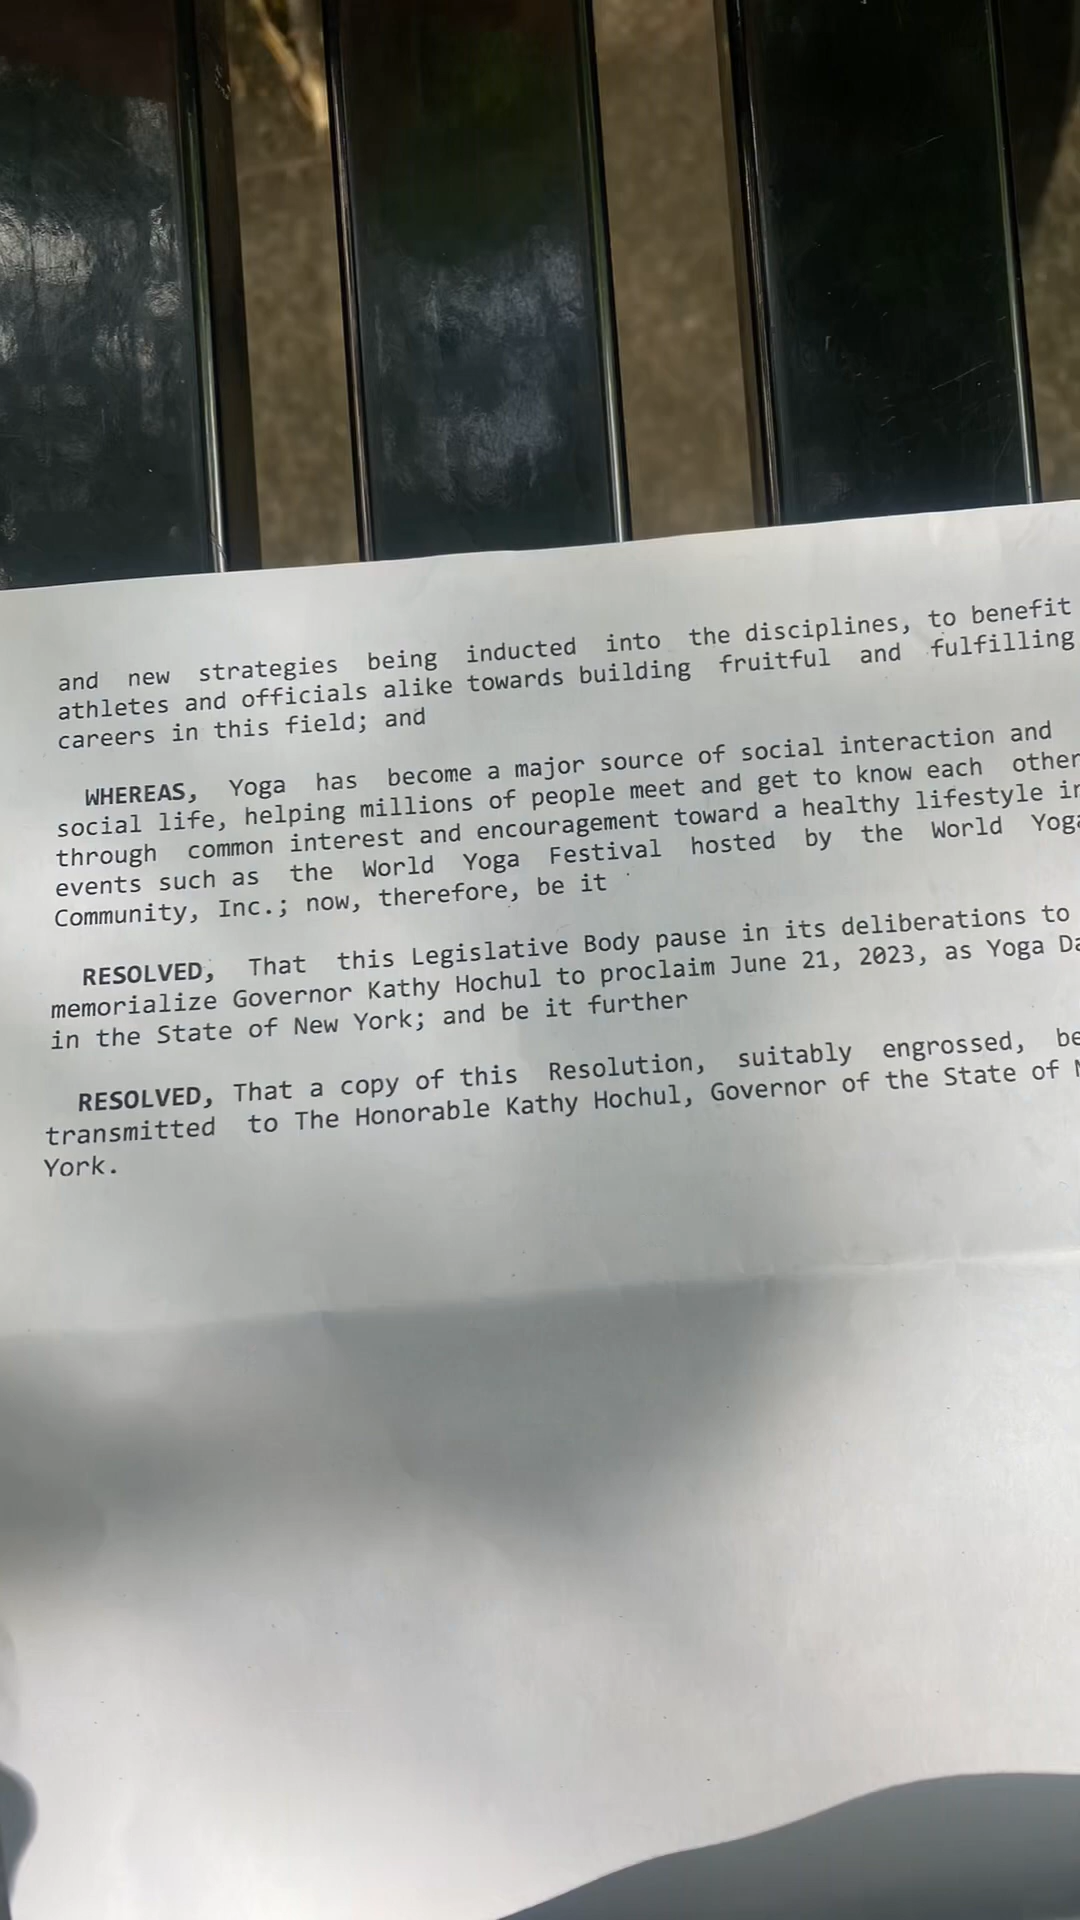 and new strategies being inducted into the disciplines, to benefit
athletes and officials alike towards building fruitful and fulfilling
careers in this field; and
WHEREAS, Yoga has become a major source of social interaction and
social life, helping millions of people meet and get to know each other
through common interest and encouragement toward a healthy lifestyle in
events such as the World Yoga Festival hosted by the World Yoga
Community, Inc.; now, therefore, be it
RESOLVED, That this Legislative Body pause in its deliberations to
memorialize Governor Kathy Hochul to proclaim June 21, 2023, as Yoga
in the State of New York; and be it further
RESOLVED, That a copy of this Resolution, suitably engrossed, be
transmitted to The Honorable Kathy Hochul, Governor of the State of
York.